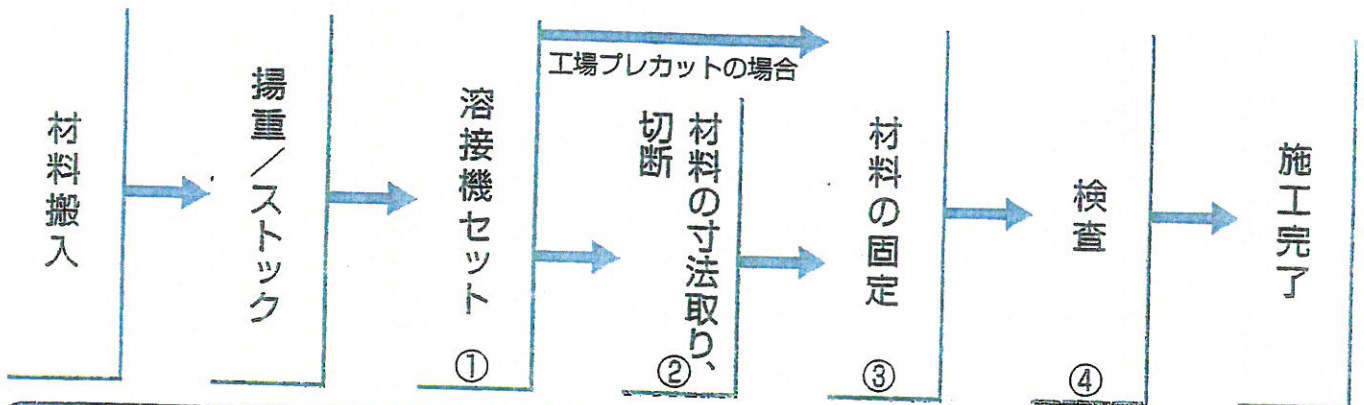 材料搬入
揚重／ストック
溶接機セット
①
工場プレカットの場合
材料の寸法取り、
切断
②
材料の固定
③
検査
④
施工完了